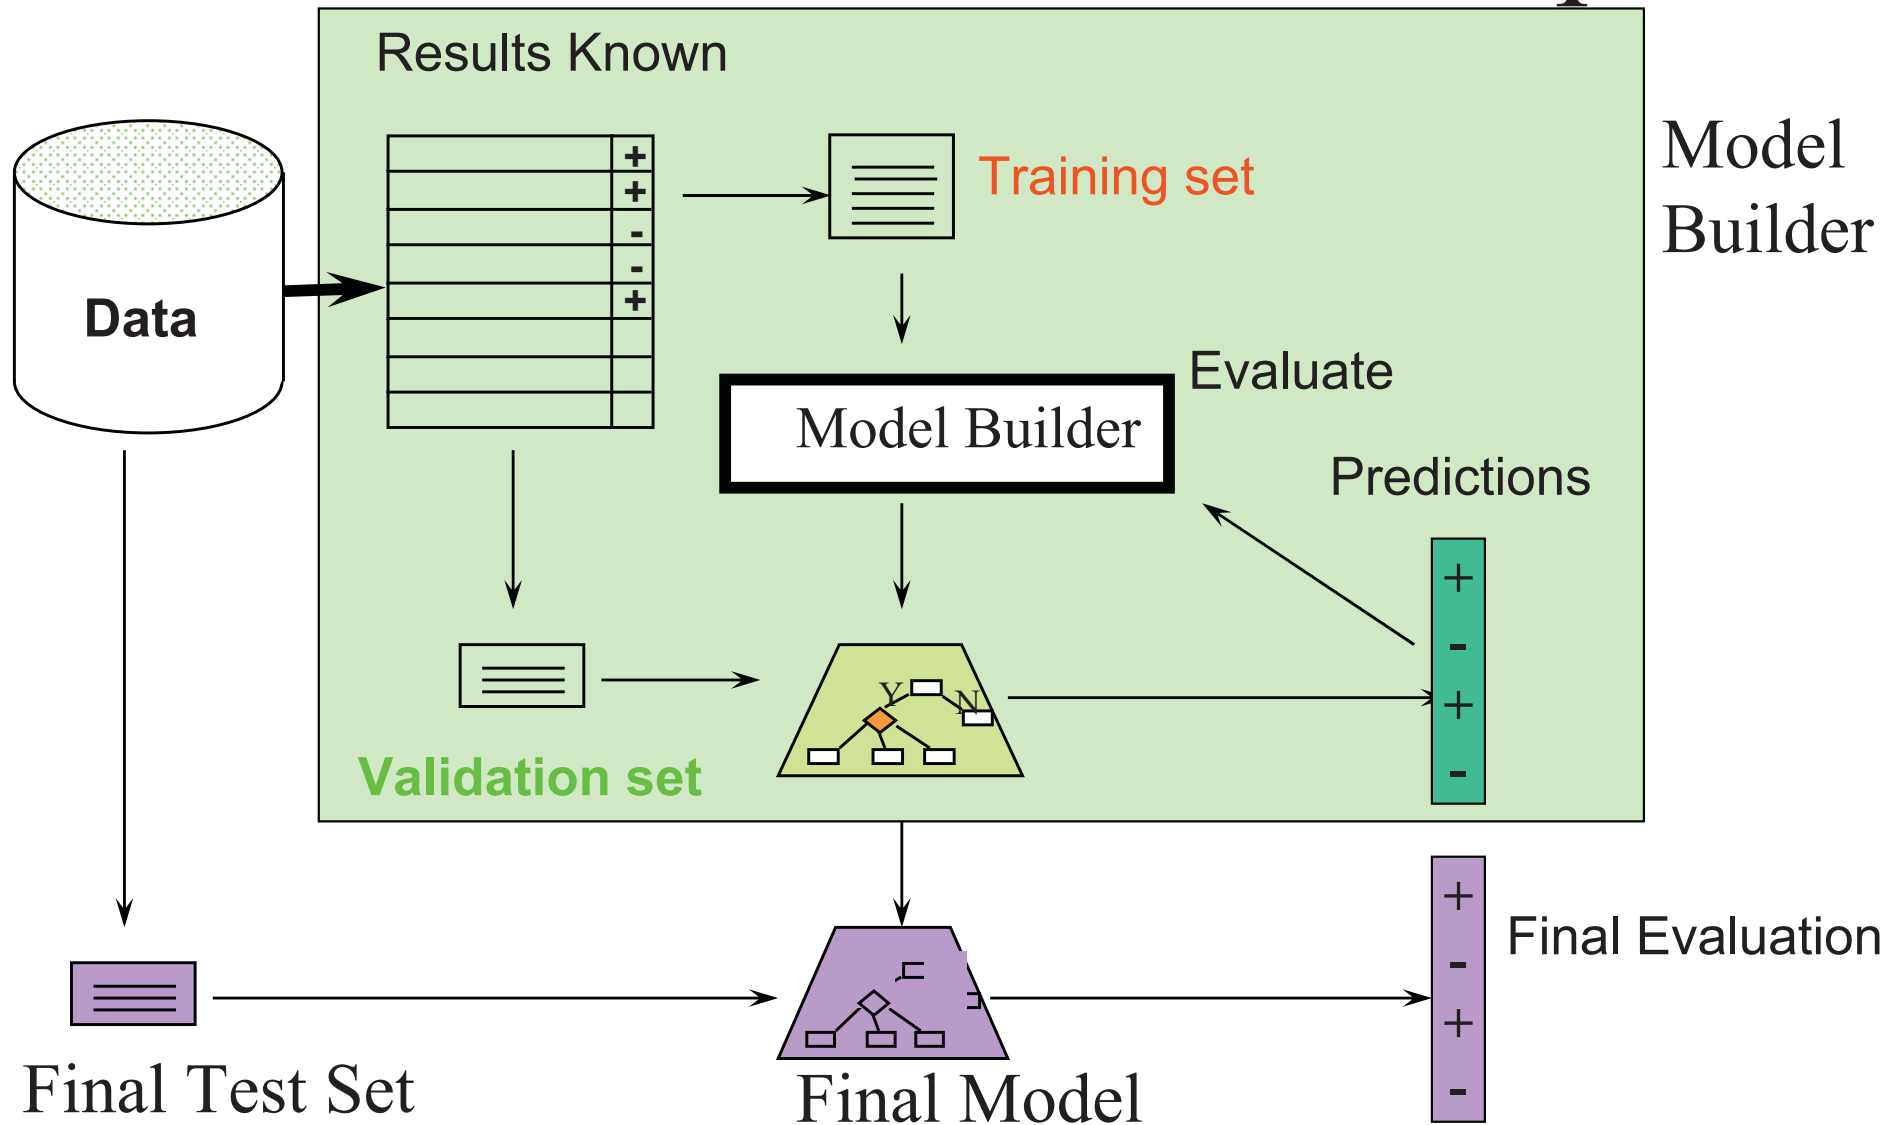 Results Known
+
+
-
-
+
Training set
Model
Builder
Data
Evaluate
Model Builder
Predictions
+
-
+
-
Y
N
Validation set
+
-
+
-
Final Evaluation
Final Test Set
Final Model